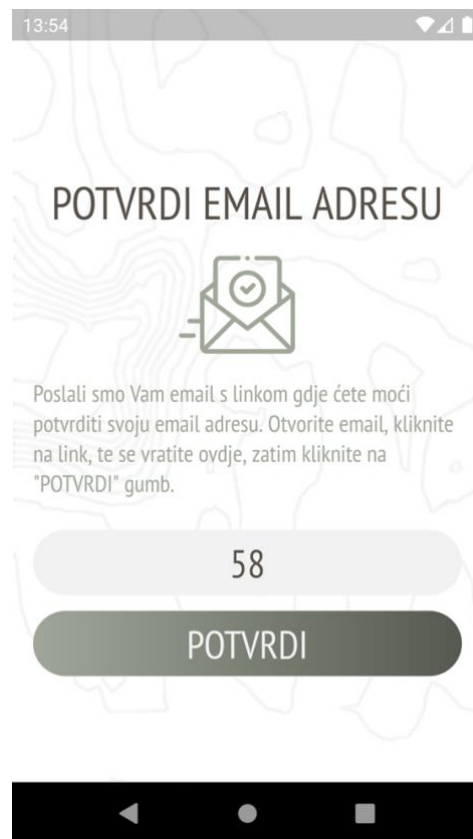 13:54
POTVRDI EMAIL ADRESU
Poslali smo Vam email s linkom gdje ćete moći
potvrditi svoju email adresu. Otvorite email, kliknite
na link, te se vratite ovdje, zatim kliknite na
"POTVRDI" gumb.
58
POTVRDI